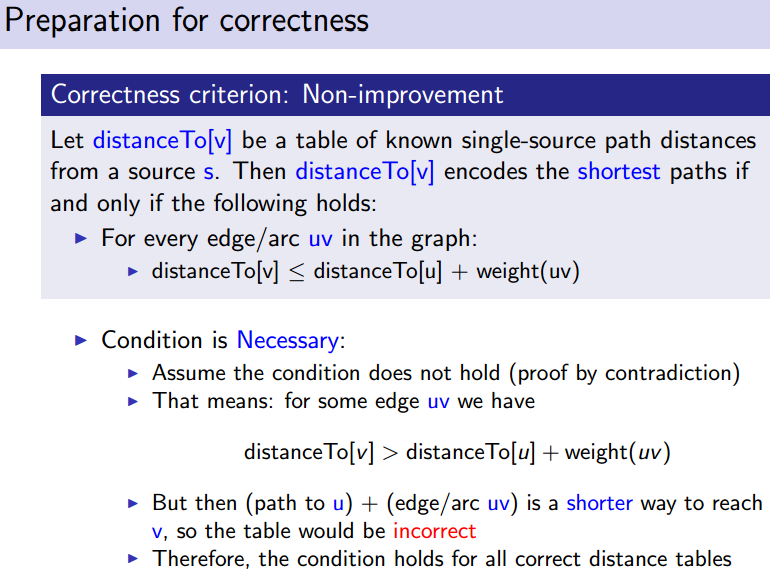 Preparation for correctness
Correctness criterion: Non-improvement
Let distanceTo[v] be a table of known single-source path distances
from a source s. Then distanceTo[v] encodes the shortest paths if
and only if the following holds:
▶ For every edge/arc uv in the graph:
▶ distanceTo[v] ≤ distanceTo[u] + weight(uv)
▶ Condition is Necessary:
▶ Assume the condition does not hold (proof by contradiction)
▶ That means: for some edge uv we have
distanceTo[v] > distanceTo[u] + weight(uv)
▶ But then (path to u) + (edge/arc uv) is a shorter way to reach
v, so the table would be incorrect
▶ Therefore, the condition holds for all correct distance tables